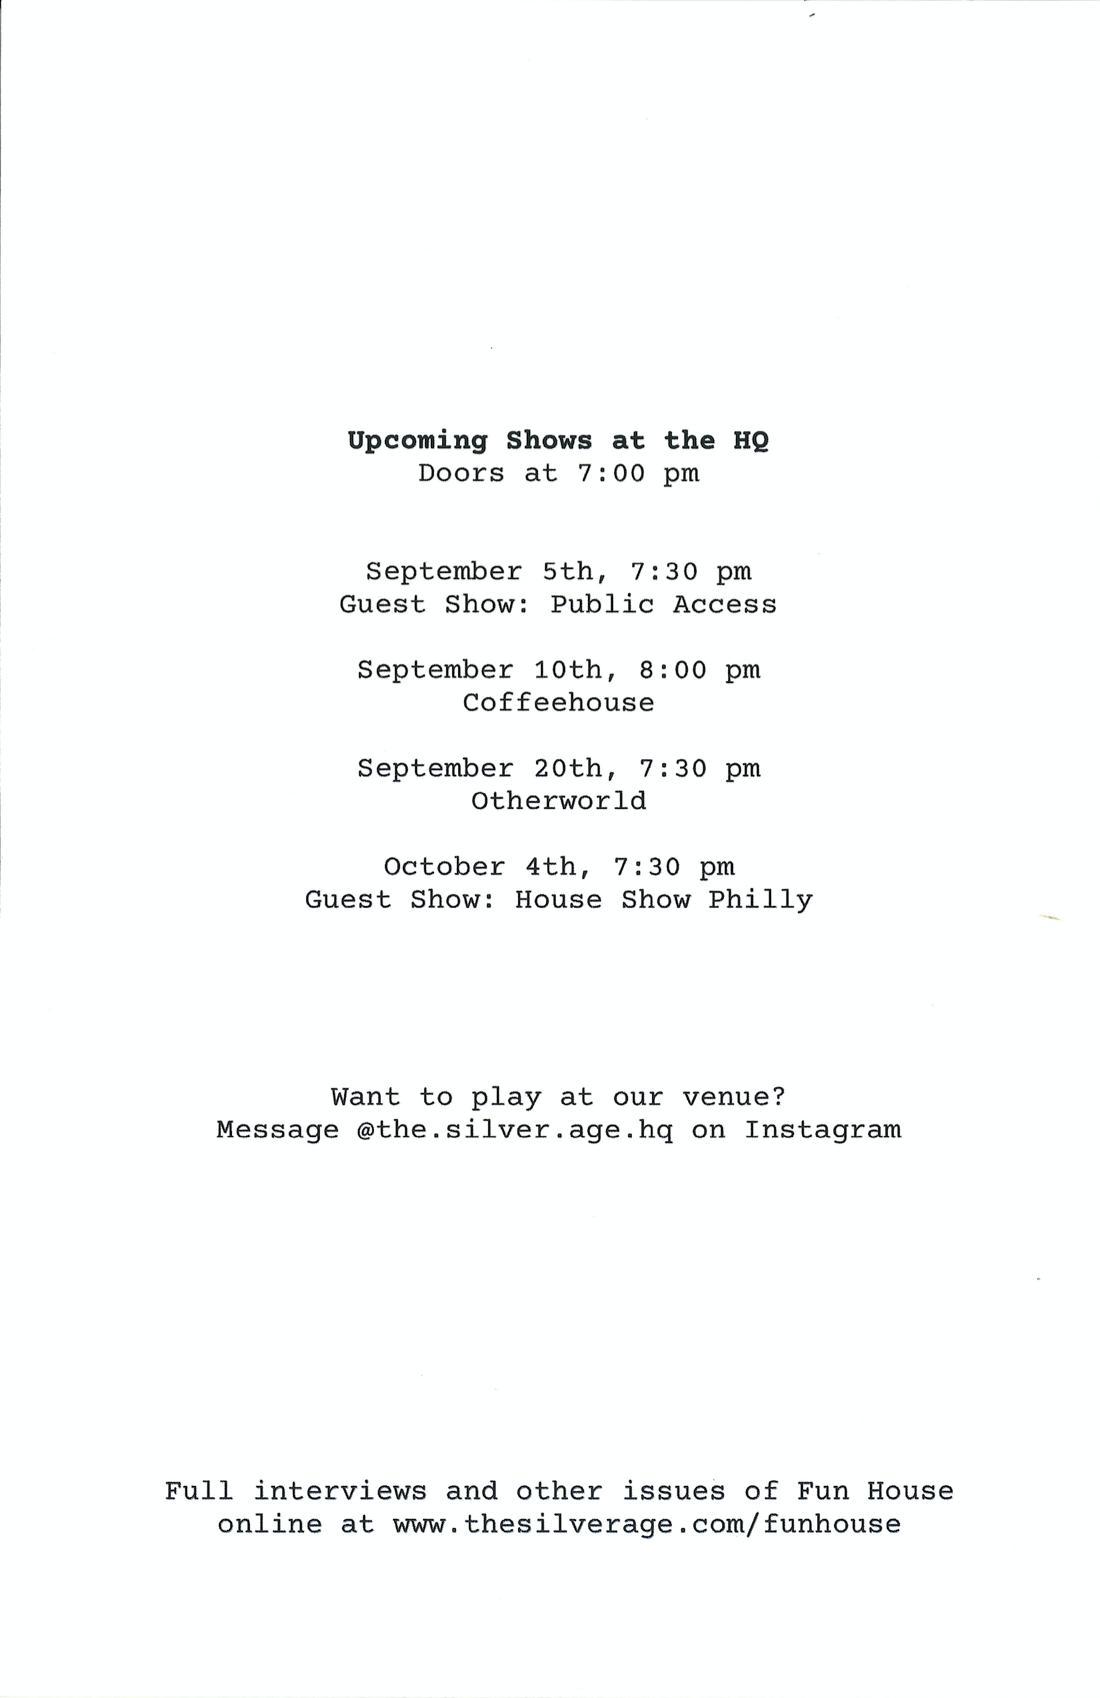 Upcoming Shows at the HQ
Doors at 7:00 pm
September 5th, 7:30 pm
Guest Show: Public Access
September 10th, 8:00 pm
Coffeehouse
September 20th, 7:30 pm
Otherworld
October 4th, 7:30 pm
Guest Show: House Show Philly
Want to play at our venue?
Message @the.silver.age.hq on Instagram
Full interviews and other issues of Fun House
online at www.thesilverage.com/funhouse